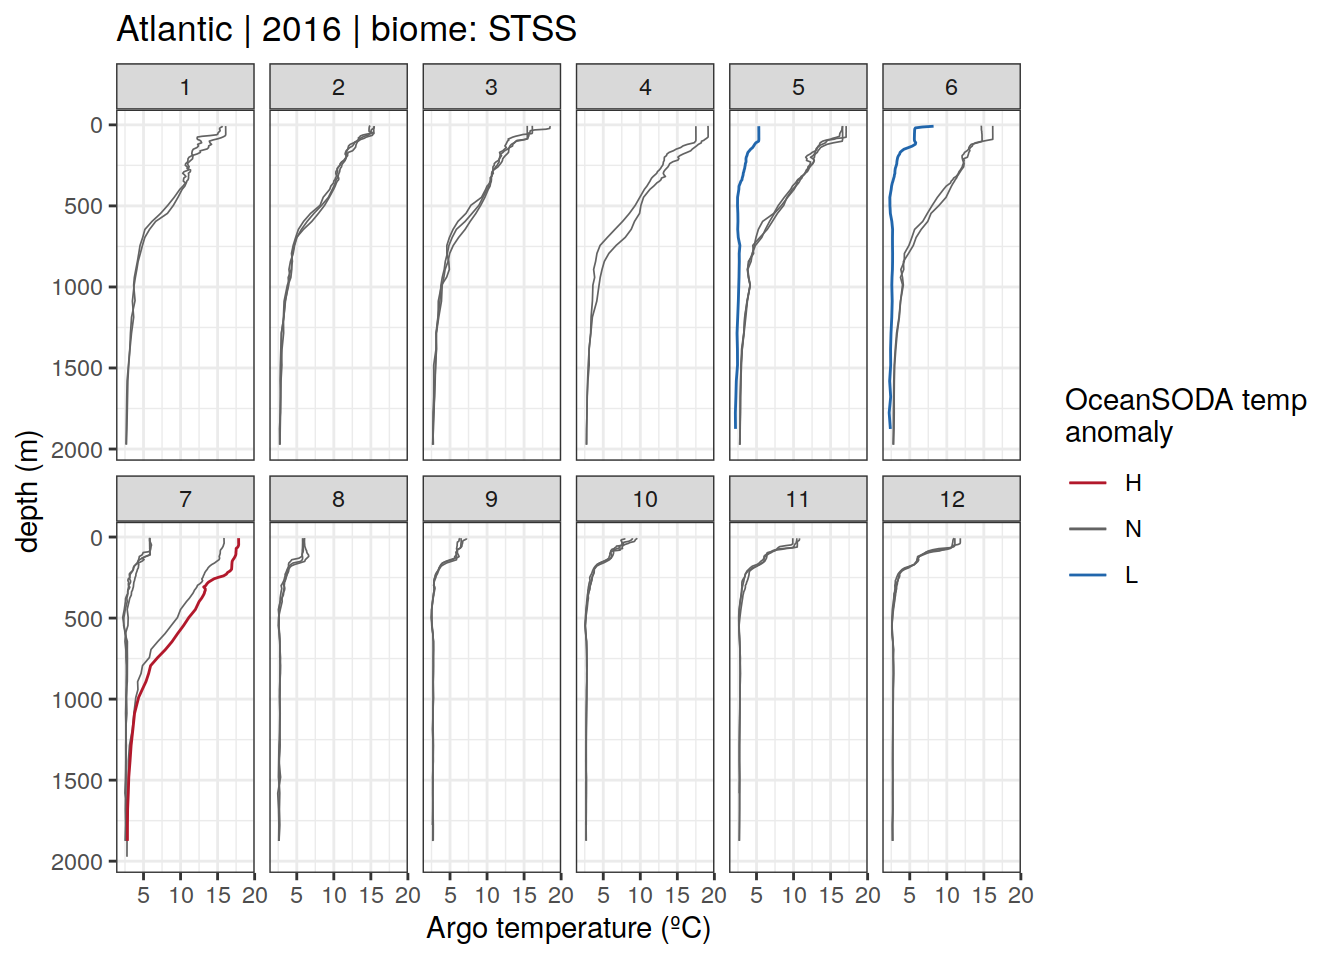 Atlantic | 2016 | biome: STSS
1 2 3 4 5 6
0
500
1000
1500
2000
7 8 9 10 11 12
0
500
1000
1500
2000
5 10 15 20 5 10 15 20 5 10 15 20 5 10 15 20 5 10 15 20 5 10 15 20
Argo temperature (ºC)
depth (m)
OceanSODA temp
anomaly
H
N
L